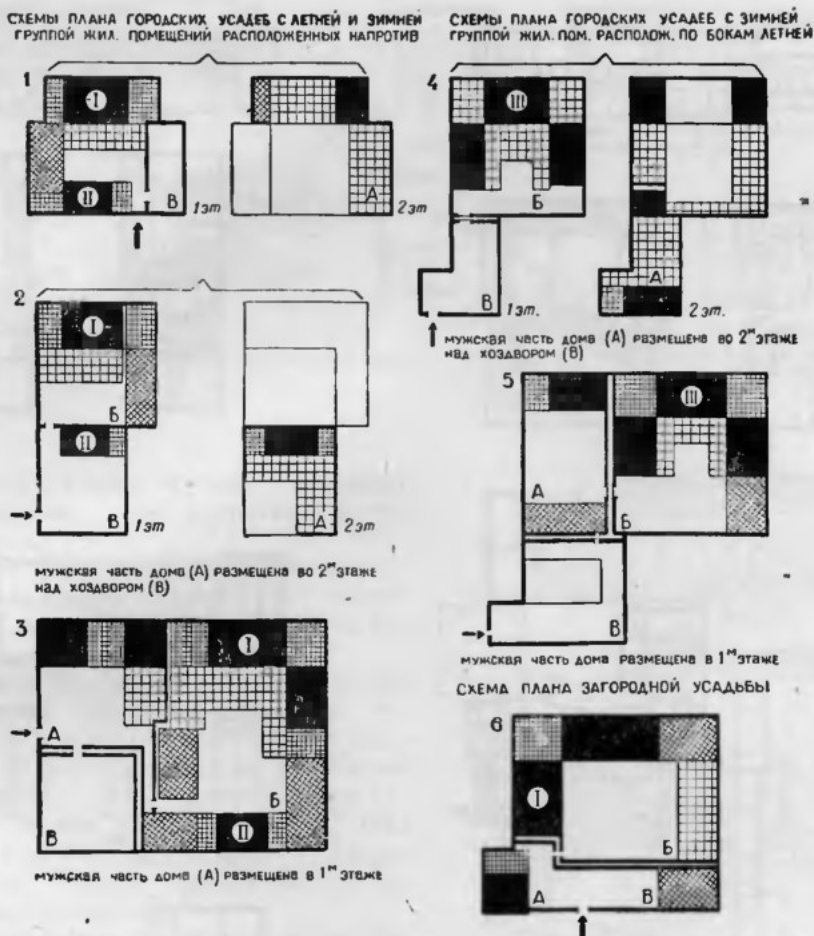 СХЕМЫ ПЛАНА ГОРОДСКИХ УСАДЕБ С ЛЕТНЕЙ И ЗИМНЕЙ
ГРУППОЙ ЖИЛ. ПОМЕЩЕНИЙ РАСПОЛОЖЕННЫХ НАПРОТИВ
1
I
II
В
1эт
А
2эт
2
I
Б
II
В
1эт
А
2эт
МУЖСКАЯ ЧАСТЬ ДОМА (А) РАЗМЕЩЕНА ВО 2М ЭТАЖЕ
НАД ХОЗДВОРОМ (В)
3
I
А
Б
В
II
МУЖСКАЯ ЧАСТЬ ДОМА (А) РАЗМЕЩЕНА В 1М ЭТАЖЕ
СХЕМЫ ПЛАНА ГОРОДСКИХ УСАДЕБ С ЗИМНЕЙ
ГРУППОЙ ЖИЛ. ПОМ. РАСПОЛОЖ. ПО БОКАМ ЛЕТНЕЙ
4
III
Б
В
1эт.
А
2эт.
МУЖСКАЯ ЧАСТЬ ДОМА (А) РАЗМЕЩЕНА ВО 2М ЭТАЖЕ
НАД ХОЗДВОРОМ (В)
5
III
А
Б
В
МУЖСКАЯ ЧАСТЬ ДОМА РАЗМЕЩЕНА В 1М ЭТАЖЕ
СХЕМА ПЛАНА ЗАГОРОДНОЙ УСАДЬБЫ
6
I
Б
А
В